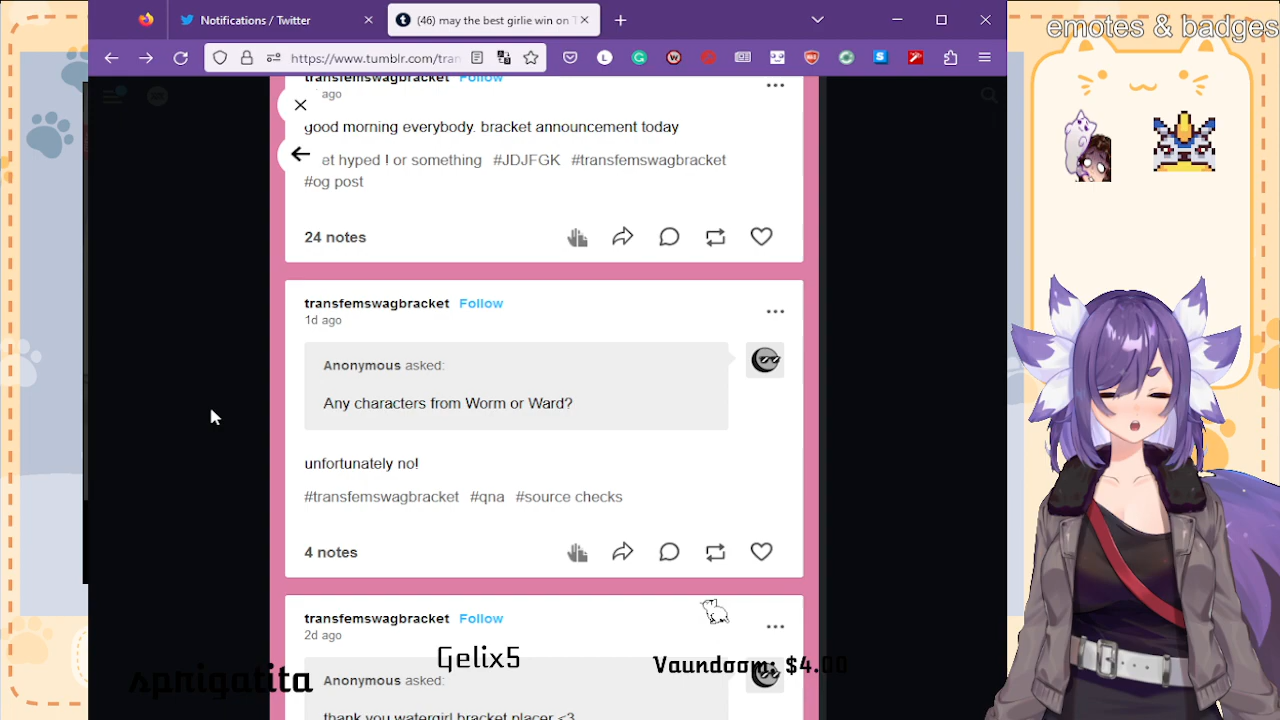 Notifications / Twitter
(46) may the best girlie win on T
https://www.tumblr.com/tran
emotes & badges
transfemswagbracket Follow
ago
good morning everybody. bracket announcement today
et hyped ! or something #JDJFGK #transfemswagbracket
#og post
24 notes
transfemswagbracket Follow
1d ago
Anonymous asked:
Any characters from Worm or Ward?
unfortunately no!
#transfemswagbracket #qna #source checks
4 notes
transfemswagbracket Follow
2d ago
Anonymous asked:
thank you watergirl bracket placer <3
sprigatita
Gelix5
Vaundoom: $4.00